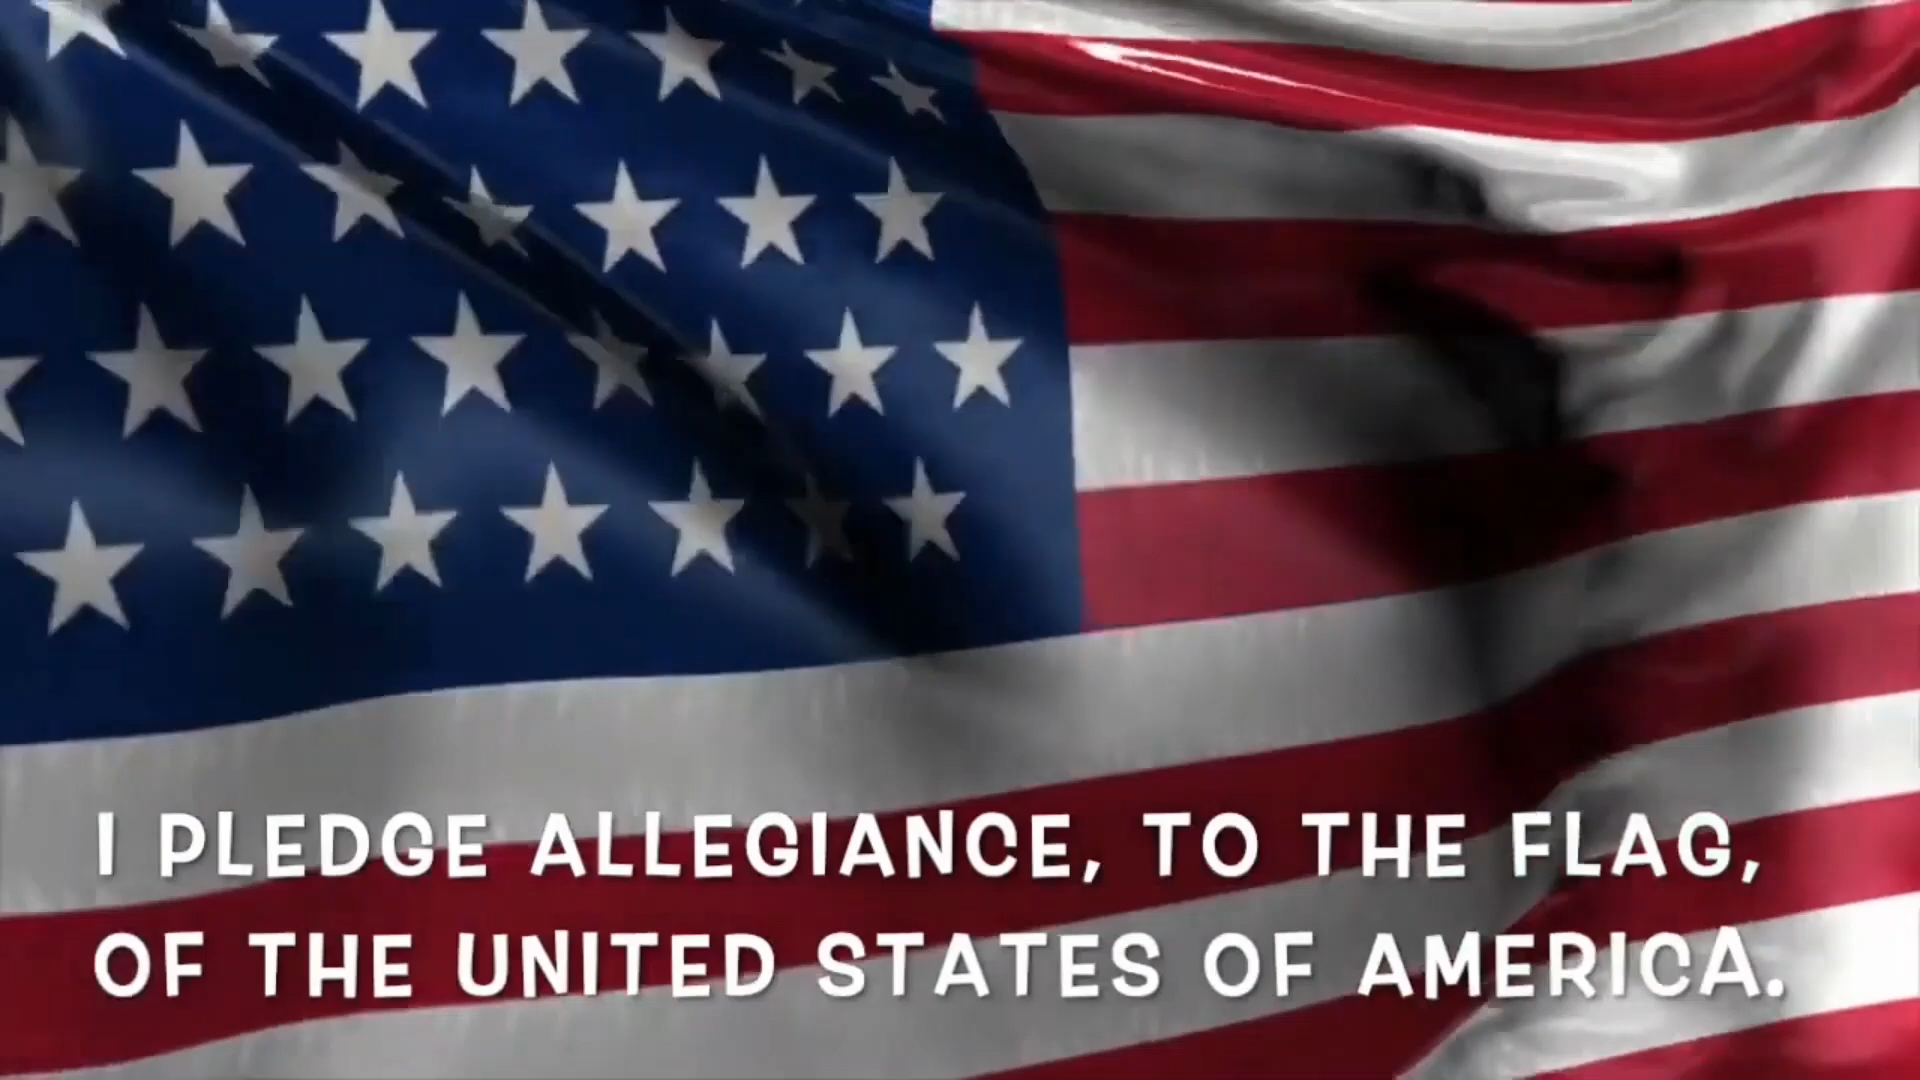 I PLEDGE ALLEGIANCE, TO THE FLAG,
OF THE UNITED STATES OF AMERICA.